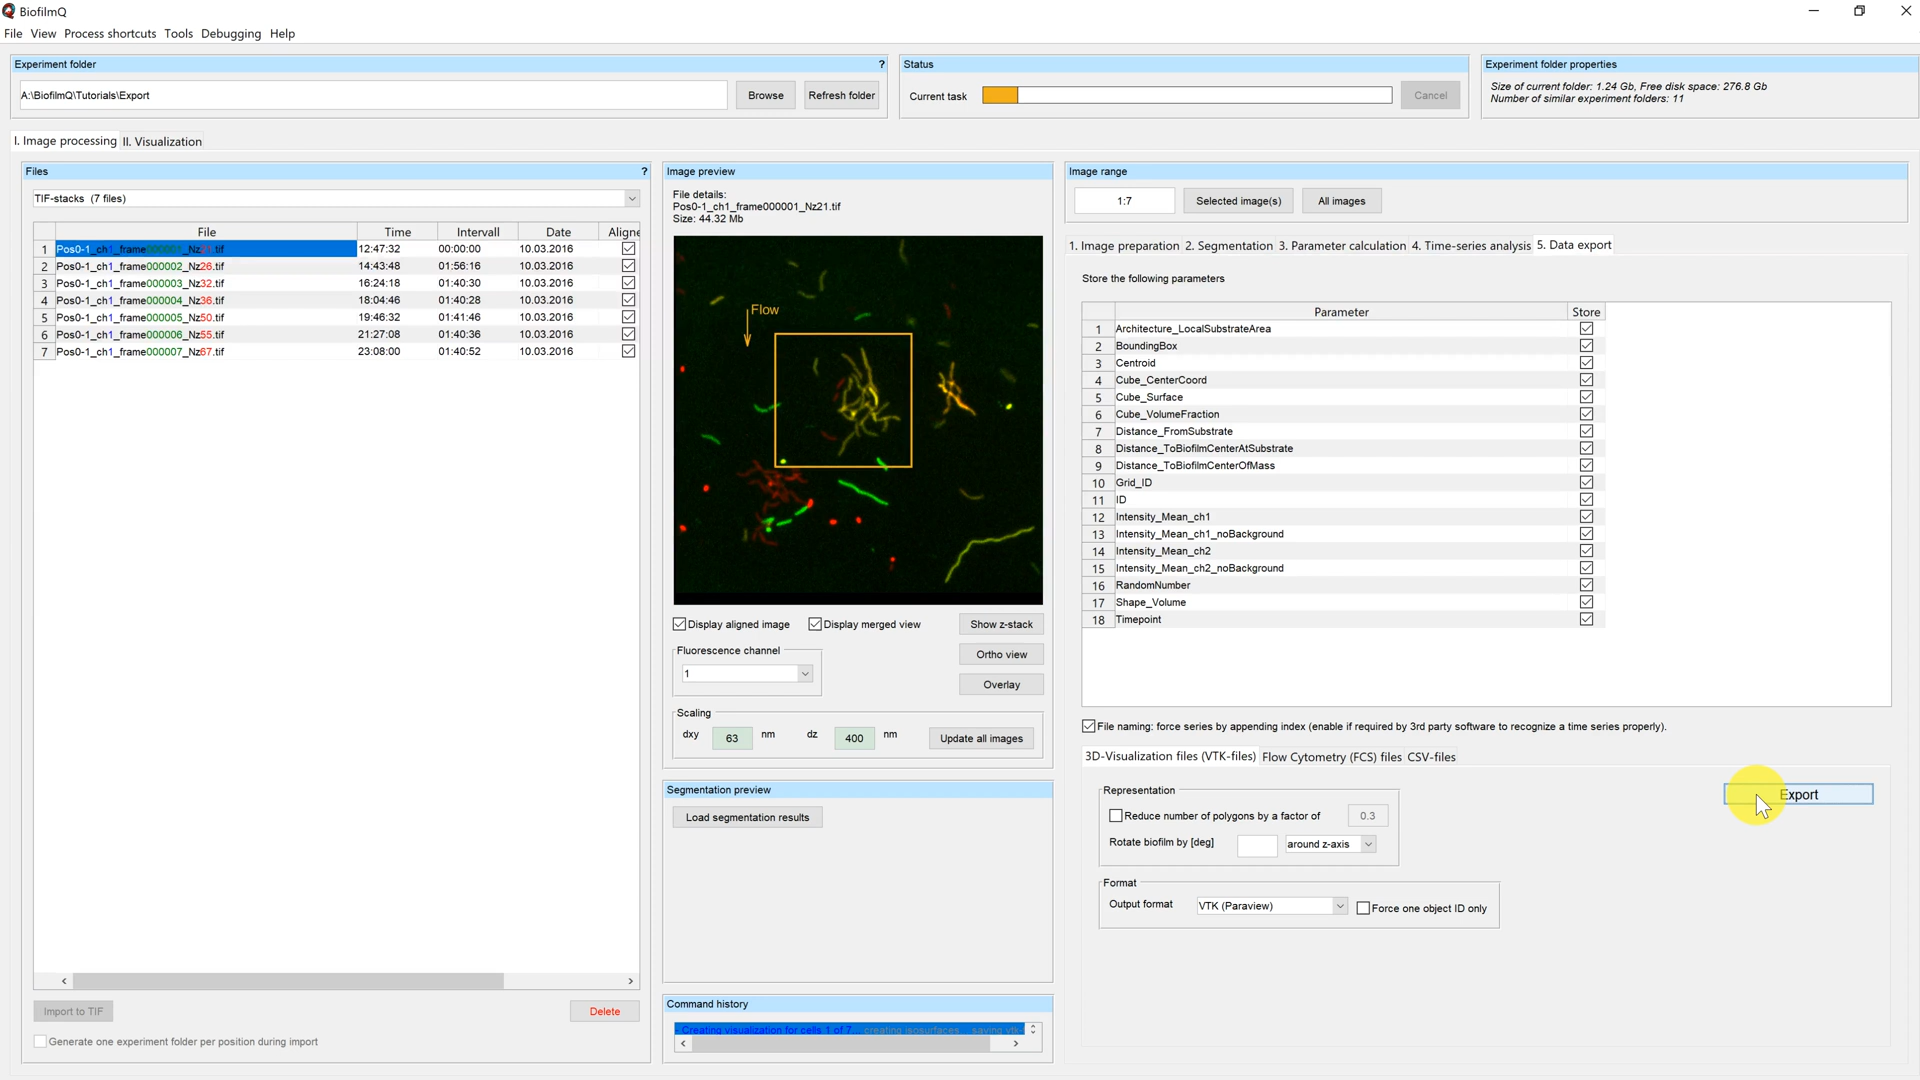 BiofilmQ
File View Process shortcuts Tools Debugging Help
Experiment folder ?
A:\BiofilmQ\Tutorials\Export
Browse
Refresh folder
Status
Current task
Cancel
Experiment folder properties
Size of current folder: 1.24 Gb, Free disk space: 276.8 Gb
Number of similar experiment folders: 11
I. Image processing II. Visualization
Files ?
TIF-stacks (7 files)
File Time Intervall Date Aligne
1 Pos0-1_ch1_frame000001_Nz21.tif 12:47:32 00:00:00 10.03.2016
2 Pos0-1_ch1_frame000002_Nz26.tif 14:43:48 01:56:16 10.03.2016
3 Pos0-1_ch1_frame000003_Nz32.tif 16:24:18 01:40:30 10.03.2016
4 Pos0-1_ch1_frame000004_Nz36.tif 18:04:46 01:40:28 10.03.2016
5 Pos0-1_ch1_frame000005_Nz50.tif 19:46:32 01:41:46 10.03.2016
6 Pos0-1_ch1_frame000006_Nz55.tif 21:27:08 01:40:36 10.03.2016
7 Pos0-1_ch1_frame000007_Nz67.tif 23:08:00 01:40:52 10.03.2016
Import to TIF
Delete
Generate one experiment folder per position during import
Image preview
File details:
Pos0-1_ch1_frame000001_Nz21.tif
Size: 44.32 Mb
Flow
Display aligned image
Display merged view
Show z-stack
Fluorescence channel
1
Ortho view
Overlay
Scaling
dxy 63 nm dz 400 nm
Update all images
Segmentation preview
Load segmentation results
Command history
- Creating visualization for cells 1 of 7... creating isosurfaces... saving vtk-
Image range
1:7
Selected image(s)
All images
1. Image preparation 2. Segmentation 3. Parameter calculation 4. Time-series analysis 5. Data export
Store the following parameters
Parameter Store
1 Architecture_LocalSubstrateArea
2 BoundingBox
3 Centroid
4 Cube_CenterCoord
5 Cube_Surface
6 Cube_VolumeFraction
7 Distance_FromSubstrate
8 Distance_ToBiofilmCenterAtSubstrate
9 Distance_ToBiofilmCenterOfMass
10 Grid_ID
11 ID
12 Intensity_Mean_ch1
13 Intensity_Mean_ch1_noBackground
14 Intensity_Mean_ch2
15 Intensity_Mean_ch2_noBackground
16 RandomNumber
17 Shape_Volume
18 Timepoint
File naming: force series by appending index (enable if required by 3rd party software to recognize a time series properly).
3D-Visualization files (VTK-files) Flow Cytometry (FCS) files CSV-files
Representation
Reduce number of polygons by a factor of 0.3
Rotate biofilm by [deg] around z-axis
Export
Format
Output format VTK (Paraview) Force one object ID only